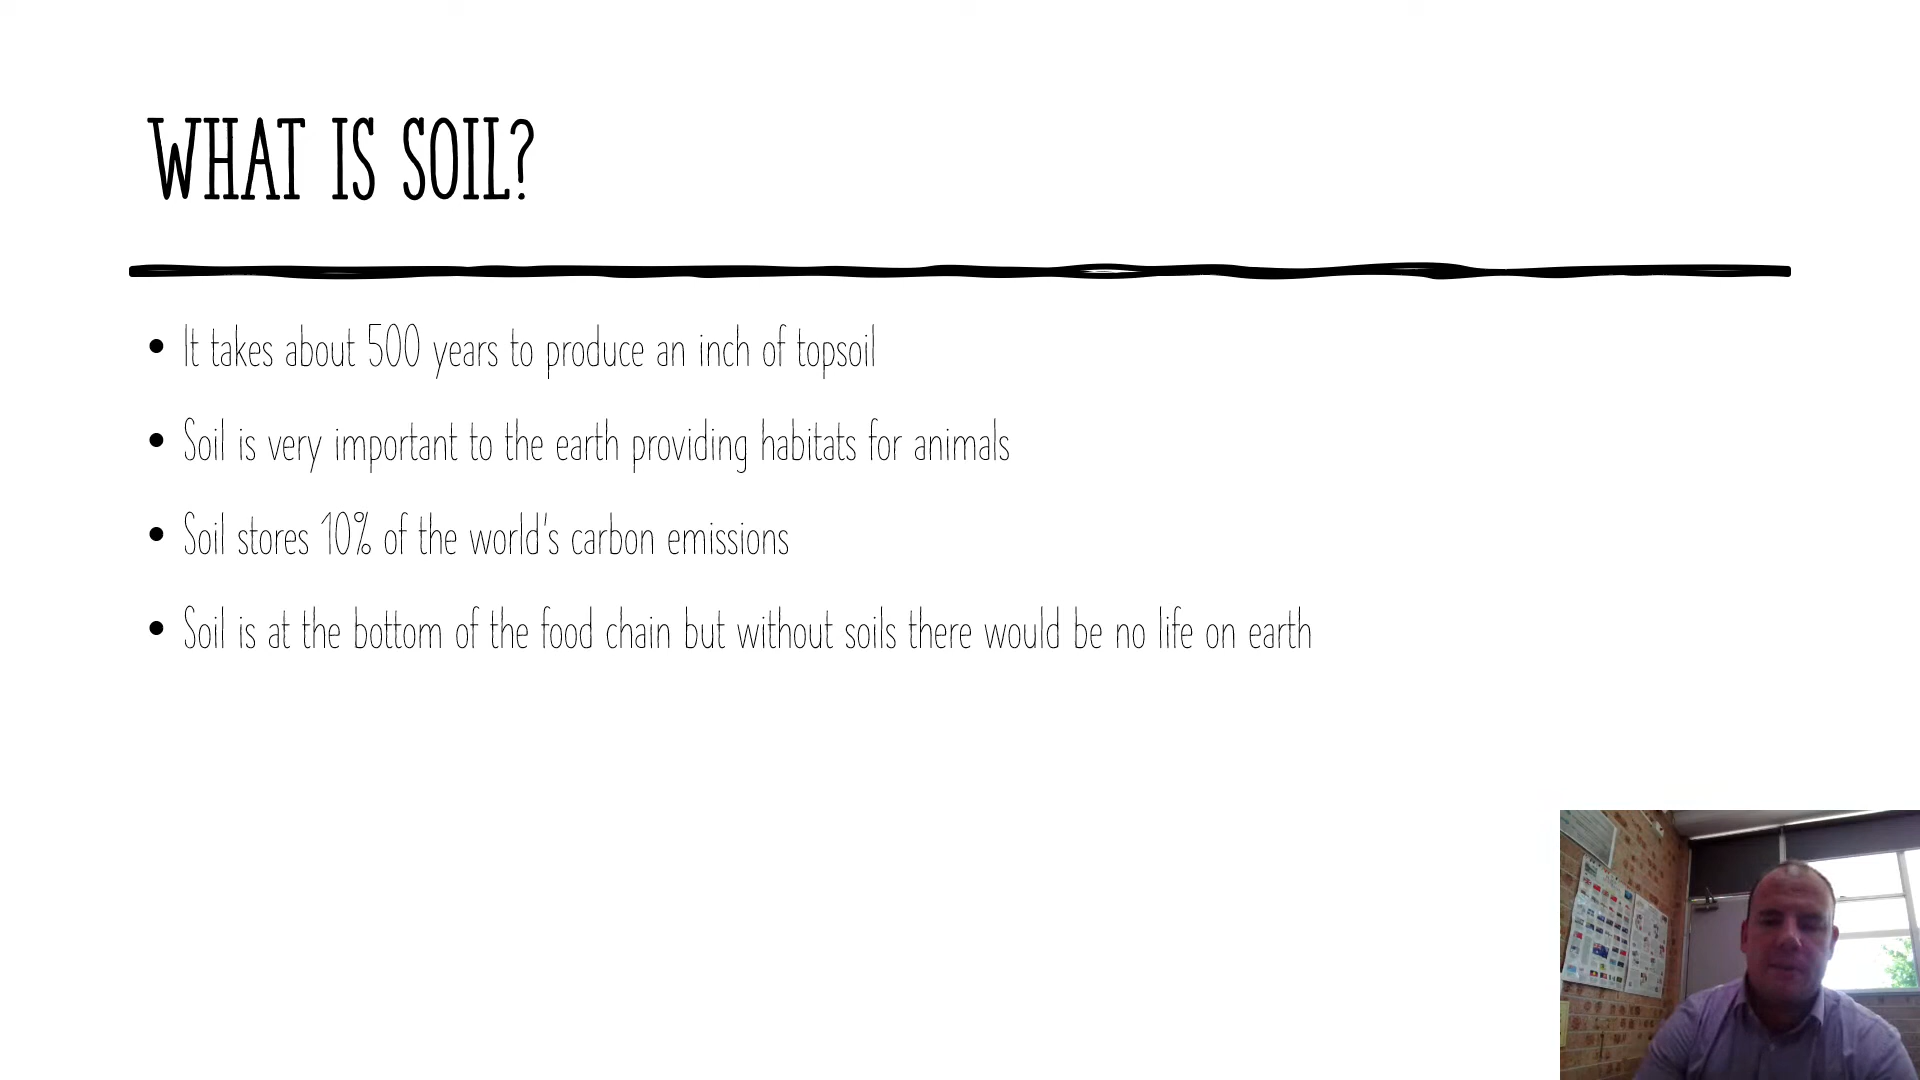 WHAT IS SOIL?
• It takes about 500 years to produce an inch of topsoil
• Soil is very important to the earth providing habitats for animals
• Soil stores 10% of the world's carbon emissions
• Soil is at the bottom of the food chain but without soils there would be no life on earth